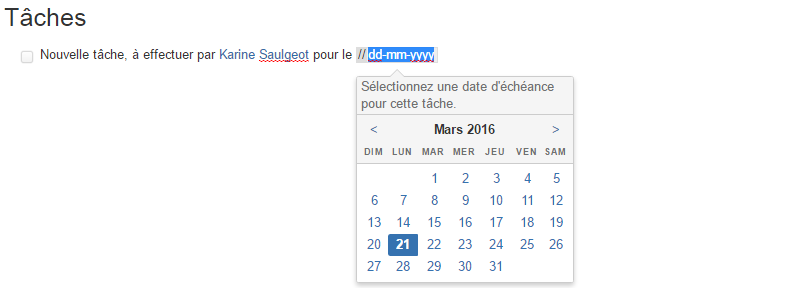 Tâches
Nouvelle tâche, à effectuer par Karine Saulgeot pour le //dd-mm-yyyy
Sélectionnez une date d'échéance
pour cette tâche.
< Mars 2016 >
DIM LUN MAR MER JEU VEN SAM
1 2 3 4 5
6 7 8 9 10 11 12
13 14 15 16 17 18 19
20 21 22 23 24 25 26
27 28 29 30 31